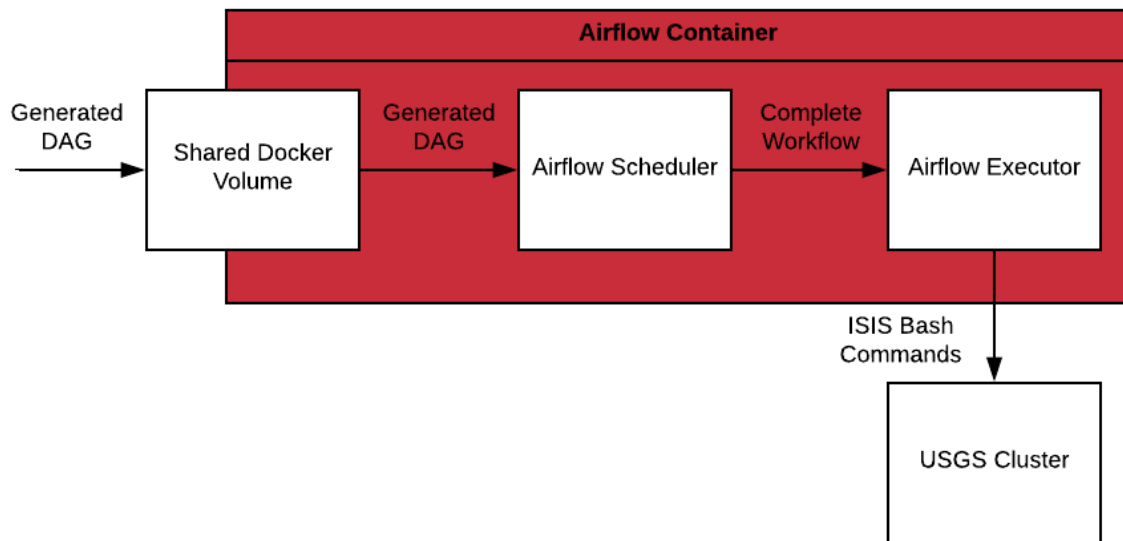 Airflow Container
Generated
DAG
Shared Docker
Volume
Generated
DAG
Airflow Scheduler
Complete
Workflow
Airflow Executor
ISIS Bash
Commands
USGS Cluster